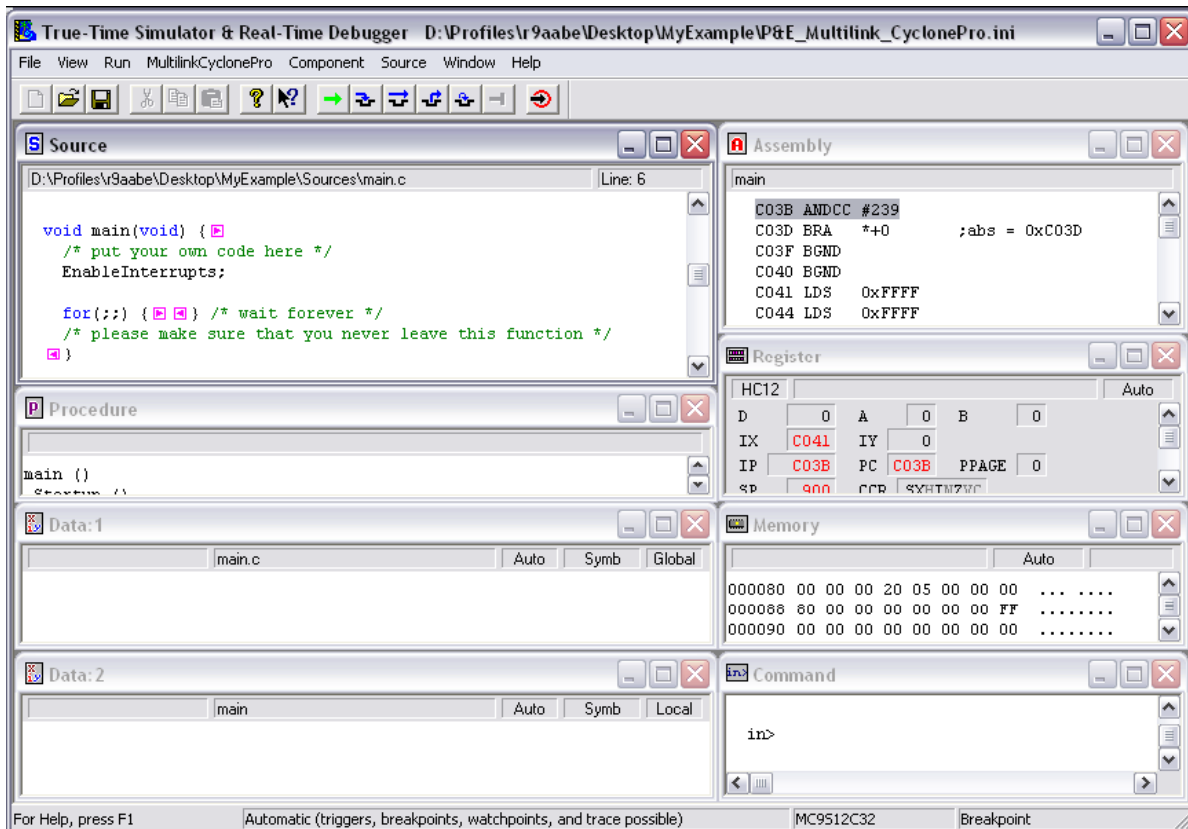 True-Time Simulator & Real-Time Debugger D:\Profiles\r9aabe\Desktop\MyExample\P&E_Multilink_CyclonePro.ini
File View Run MultilinkCyclonePro Component Source Window Help
Source
D:\Profiles\r9aabe\Desktop\MyExample\Sources\main.c Line: 6
void main(void) {
/* put your own code here */
EnableInterrupts;
for(;;) { } /* wait forever */
/* please make sure that you never leave this function */
}
Assembly
main
C03B ANDCC #239
C03D BRA *+0 ;abs = 0xC03D
C03F BGND
C040 BGND
C041 LDS 0xFFFF
C044 LDS 0xFFFF
Register
HC12 Auto
D 0 A 0 B 0
IX C041 IY 0
IP C03B PC C03B PPAGE 0
SP 900 CCR SXHINZVC
Procedure
main ()
_Startup ()
Data:1
main.c Auto Symb Global
Memory
Auto
000080 00 00 00 20 05 00 00 00 ... ....
000088 80 00 00 00 00 00 00 FF ........
000090 00 00 00 00 00 00 00 00 ........
Data:2
main Auto Symb Local
in> Command
in>
For Help, press F1 Automatic (triggers, breakpoints, watchpoints, and trace possible) MC9S12C32 Breakpoint